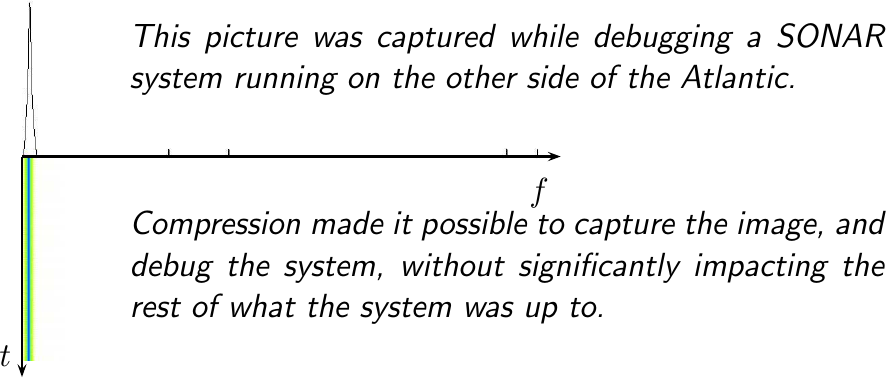 This picture was captured while debugging a SONAR
system running on the other side of the Atlantic.
f
Compression made it possible to capture the image, and
debug the system, without significantly impacting the
rest of what the system was up to.
t